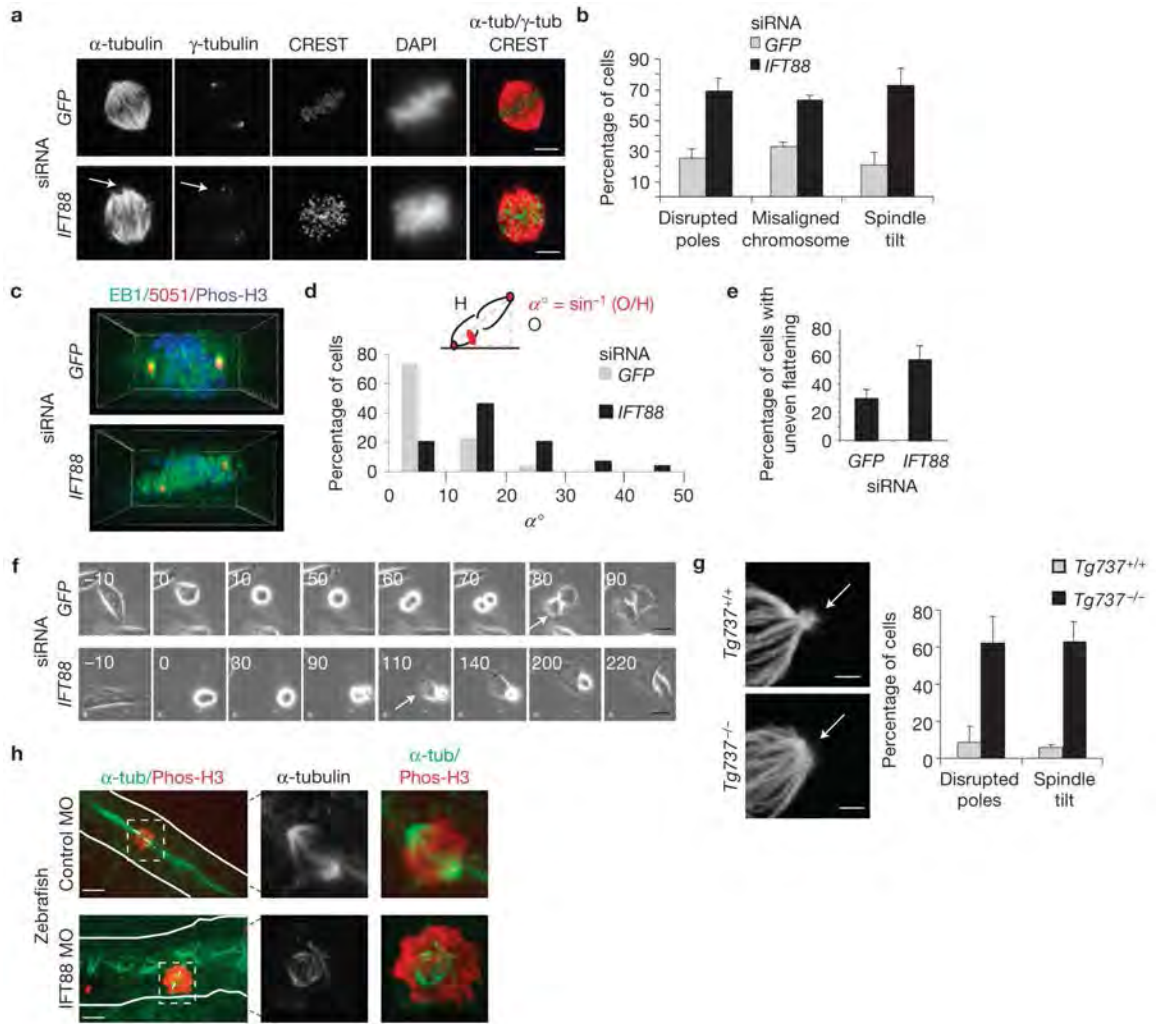 a
α-tubulin γ-tubulin CREST DAPI α-tub/γ-tub
CREST
siRNA
GFP
IFT88
b
siRNA
GFP
IFT88
Percentage of cells
90
70
50
30
10
Disrupted poles
Misaligned chromosome
Spindle tilt
c
EB1/5051/Phos-H3
siRNA
GFP
IFT88
d
H
O
α° = sin⁻¹ (O/H)
siRNA
GFP
IFT88
Percentage of cells
80
60
40
20
0
0 10 20 30 40 50
α°
e
Percentage of cells with
uneven flattening
80
60
40
20
0
GFP IFT88
siRNA
f
siRNA
GFP
–10 0 10 50 60 70 80 90
IFT88
–10 0 30 90 110 140 200 220
g
Tg737+/+
Tg737–/–
Tg737+/+
Tg737–/–
Percentage of cells
80
60
40
20
0
Disrupted poles
Spindle tilt
h
α-tub/Phos-H3
α-tubulin
α-tub/
Phos-H3
Zebrafish
Control MO
IFT88 MO